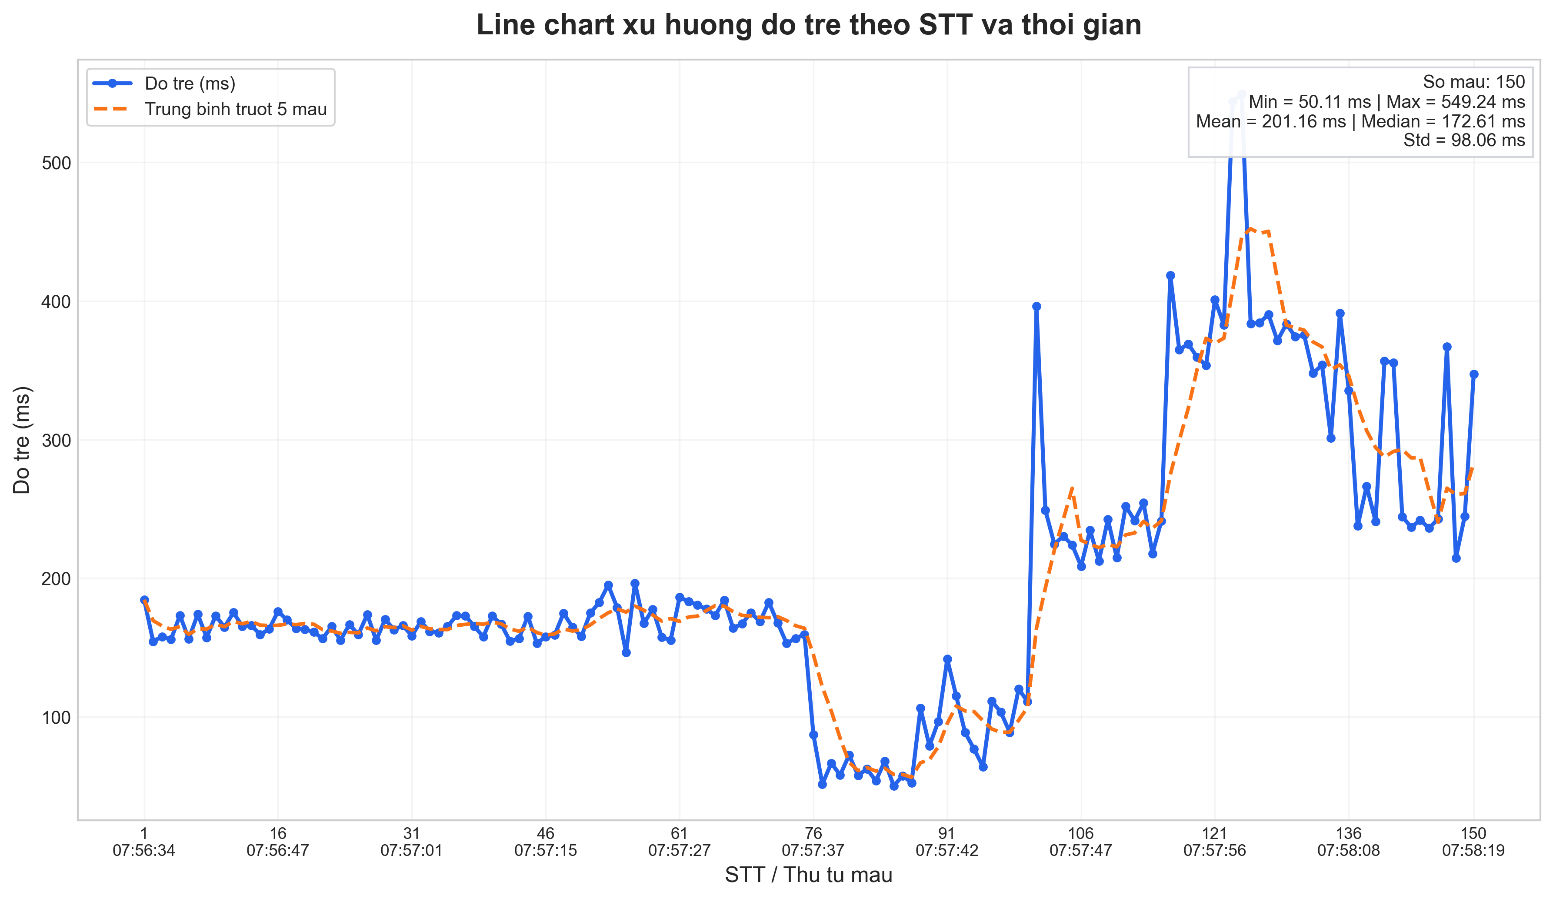 Line chart xu huong do tre theo STT va thoi gian
Do tre (ms)
Trung binh truot 5 mau
So mau: 150
Min = 50.11 ms | Max = 549.24 ms
Mean = 201.16 ms | Median = 172.61 ms
Std = 98.06 ms
Do tre (ms)
500
400
300
200
100
1 16 31 46 61 76 91 106 121 136 150
07:56:34 07:56:47 07:57:01 07:57:15 07:57:27 07:57:37 07:57:42 07:57:47 07:57:56 07:58:08 07:58:19
STT / Thu tu mau